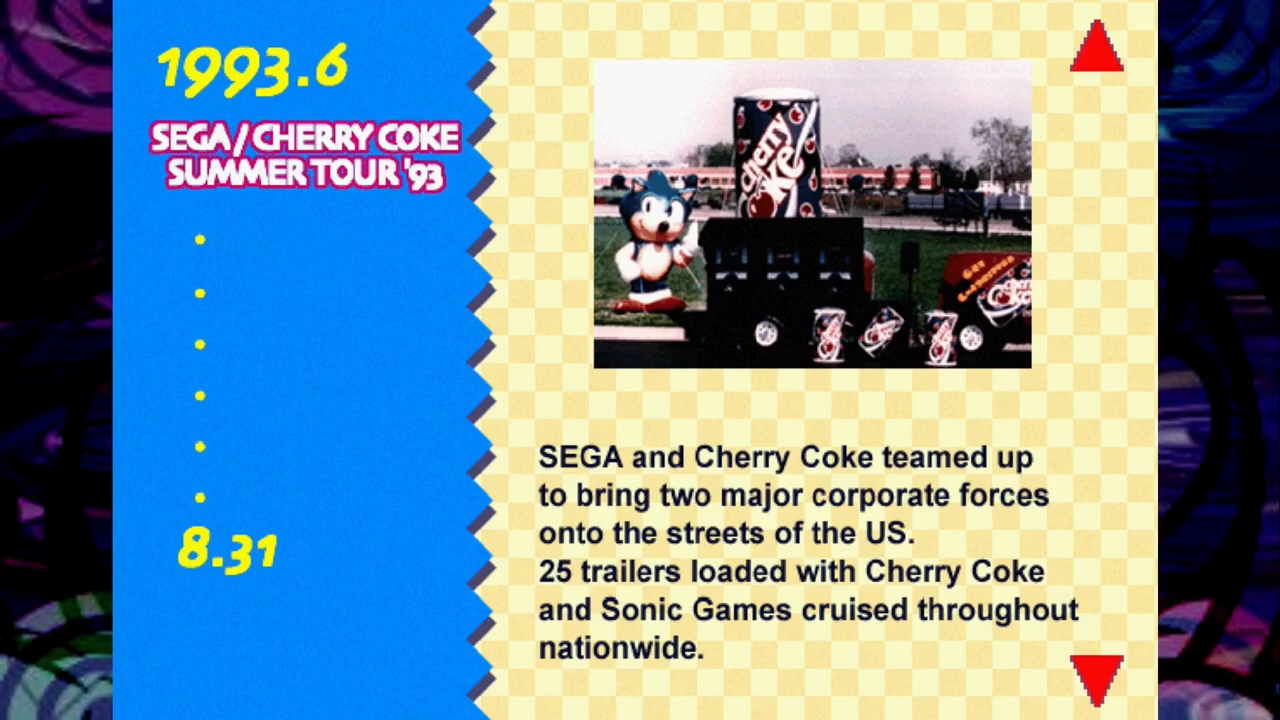 1993.6
SEGA/CHERRY COKE
SUMMER TOUR '93
8.31
cherry
Coke
cherry
Coke
SEGA and Cherry Coke teamed up
to bring two major corporate forces
onto the streets of the US.
25 trailers loaded with Cherry Coke
and Sonic Games cruised throughout
nationwide.